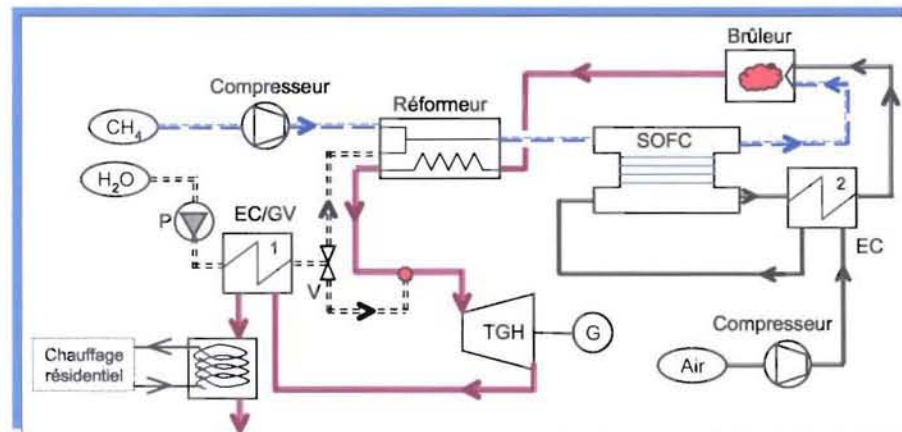 Brûleur
Compresseur
Réformeur
CH₄
SOFC
H₂O
P
EC/GV
1
2
EC
V
TGH
G
Compresseur
Chauffage
résidentiel
Air